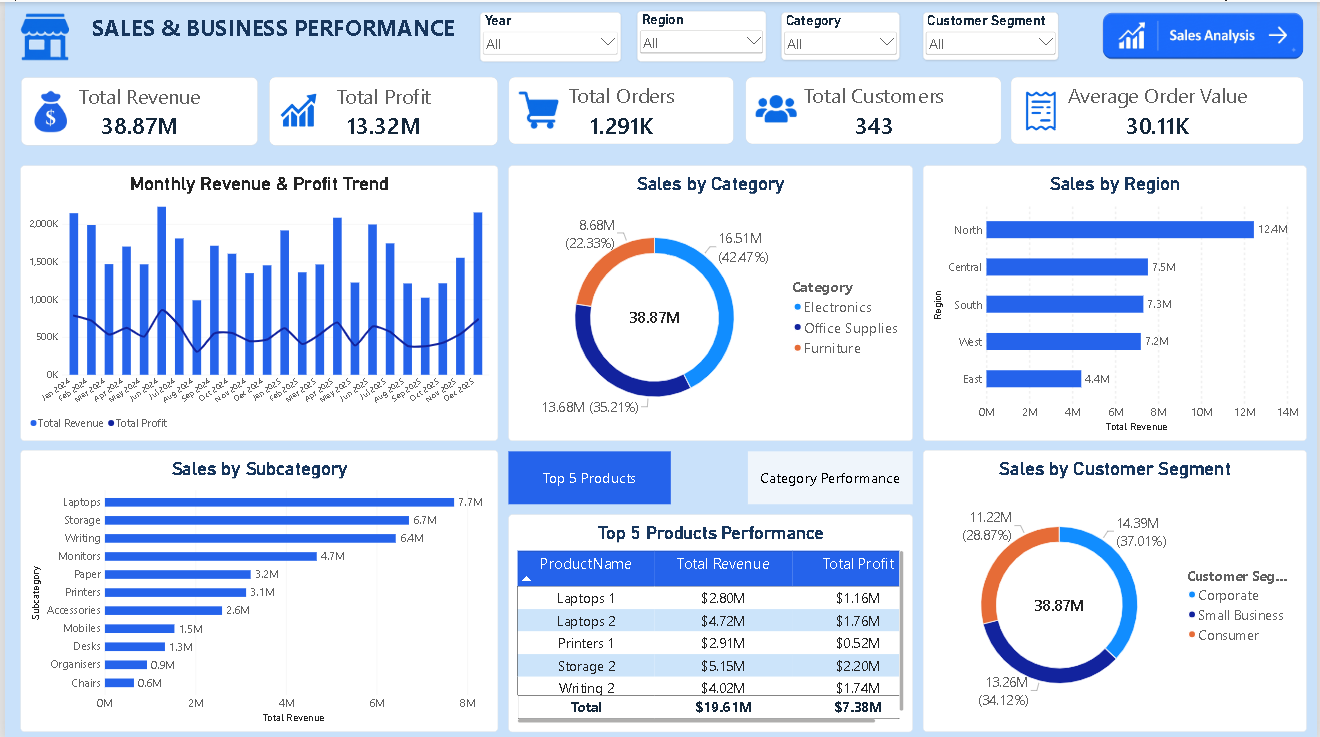 SALES & BUSINESS PERFORMANCE
Year
All
Region
All
Category
All
Customer Segment
All
Sales Analysis
Total Revenue
38.87M
Total Profit
13.32M
Total Orders
1.291K
Total Customers
343
Average Order Value
30.11K
Monthly Revenue & Profit Trend
2,000K
1,500K
1,000K
500K
0K
Jan 2024
Feb 2024
Mar 2024
Apr 2024
May 2024
Jun 2024
Jul 2024
Aug 2024
Sep 2024
Oct 2024
Nov 2024
Dec 2024
Jan 2025
Feb 2025
Mar 2025
Apr 2025
May 2025
Jun 2025
Jul 2025
Aug 2025
Sep 2025
Oct 2025
Nov 2025
Dec 2025
Total Revenue
Total Profit
Sales by Category
8.68M
(22.33%)
16.51M
(42.47%)
38.87M
13.68M (35.21%)
Category
Electronics
Office Supplies
Furniture
Sales by Region
Region
North 12.4M
Central 7.5M
South 7.3M
West 7.2M
East 4.4M
0M 2M 4M 6M 8M 10M 12M 14M
Total Revenue
Sales by Subcategory
Subcategory
Laptops 7.7M
Storage 6.7M
Writing 6.4M
Monitors 4.7M
Paper 3.2M
Printers 3.1M
Accessories 2.6M
Mobiles 1.5M
Desks 1.3M
Organisers 0.9M
Chairs 0.6M
0M 2M 4M 6M 8M
Total Revenue
Top 5 Products
Category Performance
Top 5 Products Performance
ProductName Total Revenue Total Profit
Laptops 1 $2.80M $1.16M
Laptops 2 $4.72M $1.76M
Printers 1 $2.91M $0.52M
Storage 2 $5.15M $2.20M
Writing 2 $4.02M $1.74M
Total $19.61M $7.38M
Sales by Customer Segment
11.22M
(28.87%)
14.39M
(37.01%)
38.87M
13.26M
(34.12%)
Customer Seg...
Corporate
Small Business
Consumer